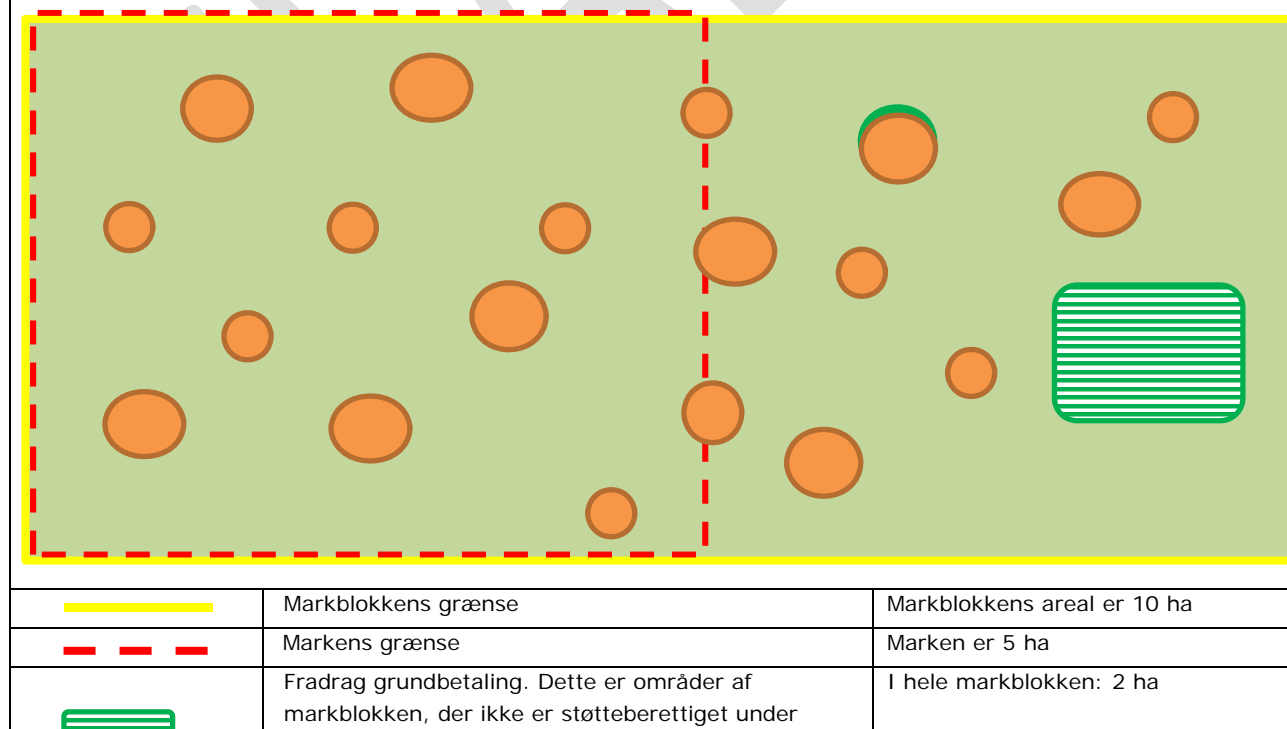 Markblokkens grænse
Markblokkens areal er 10 ha
Markens grænse
Marken er 5 ha
Fradrag grundbetaling. Dette er områder af
markblokken, der ikke er støtteberettiget under
I hele markblokken: 2 ha